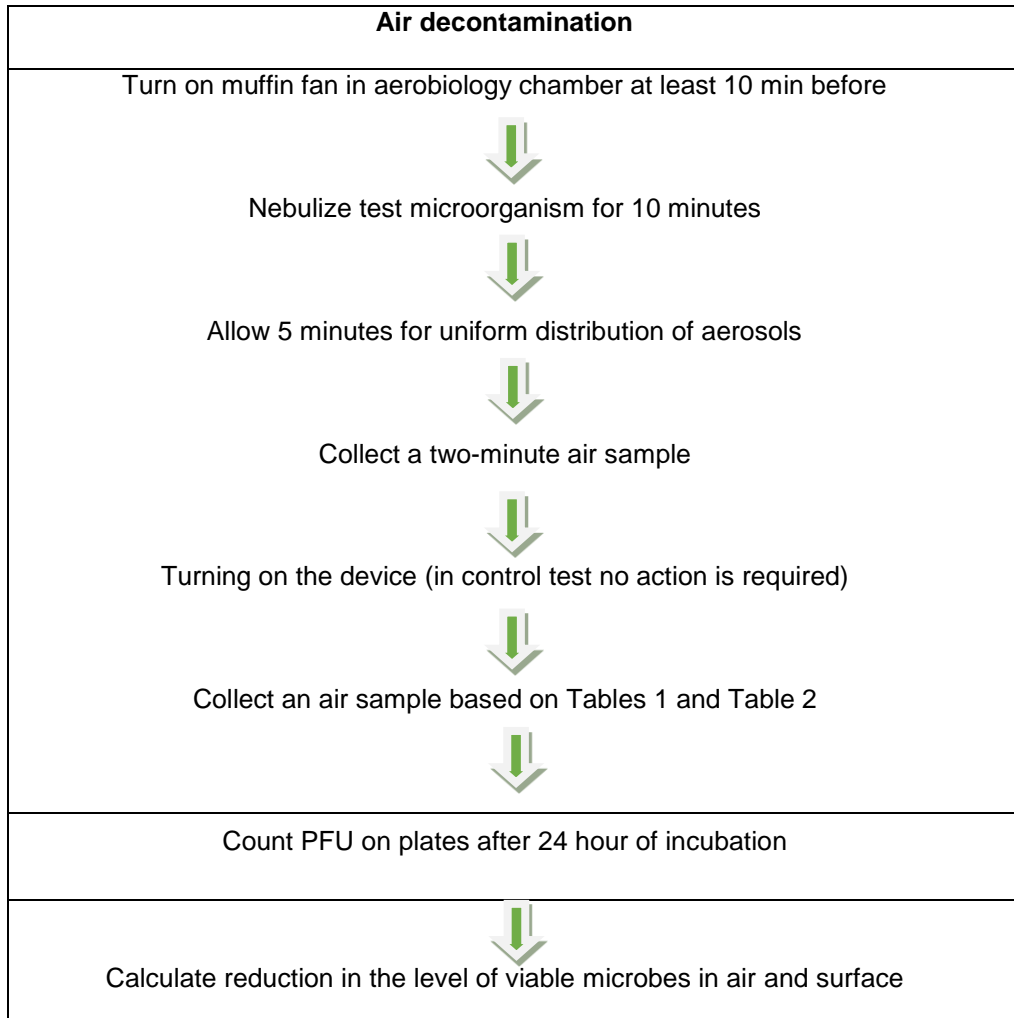 Air decontamination
Turn on muffin fan in aerobiology chamber at least 10 min before
Nebulize test microorganism for 10 minutes
Allow 5 minutes for uniform distribution of aerosols
Collect a two-minute air sample
Turning on the device (in control test no action is required)
Collect an air sample based on Tables 1 and Table 2
Count PFU on plates after 24 hour of incubation
Calculate reduction in the level of viable microbes in air and surface